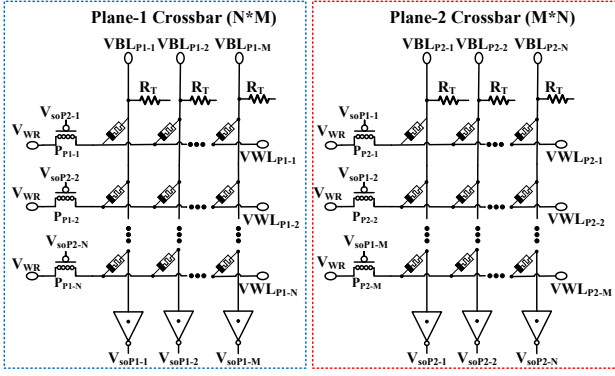 Plane-1 Crossbar (N*M)
VBLP1-1 VBLP1-2 VBLP1-M
RT RT RT
VsoP2-1
VWR
PP1-1
VWLP1-1
VsoP2-2
VWR
PP1-2
VWLP1-2
VsoP2-N
VWR
PP1-N
VWLP1-N
VsoP1-1 VsoP1-2 VsoP1-M
Plane-2 Crossbar (M*N)
VBLP2-1 VBLP2-2 VBLP2-N
RT RT RT
VsoP1-1
VWR
PP2-1
VWLP2-1
VsoP1-2
VWR
PP2-2
VWLP2-2
VsoP1-M
VWR
PP2-M
VWLP2-M
VsoP2-1 VsoP2-2 VsoP2-N